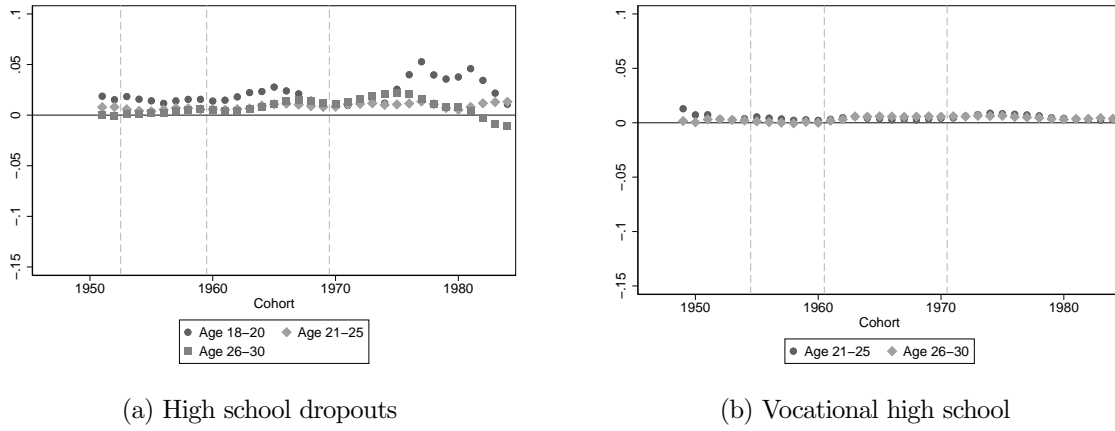 .1
.05
0
-.05
-.1
-.15
1950 1960 1970 1980
Cohort
Age 18-20 Age 21-25
Age 26-30
(a) High school dropouts
.1
.05
0
-.05
-.1
-.15
1950 1960 1970 1980
Cohort
Age 21-25 Age 26-30
(b) Vocational high school